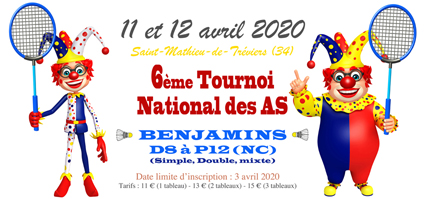 11 et 12 avril 2020
Saint-Mathieu-de-Tréviers (34)
6ème Tournoi
National des AS
BENJAMINS
D8 à P12 (NC)
(Simple, Double, mixte)
Date limite d'inscription : 3 avril 2020
Tarifs : 11 € (1 tableau) - 13 € (2 tableaux) - 15 € (3 tableaux)